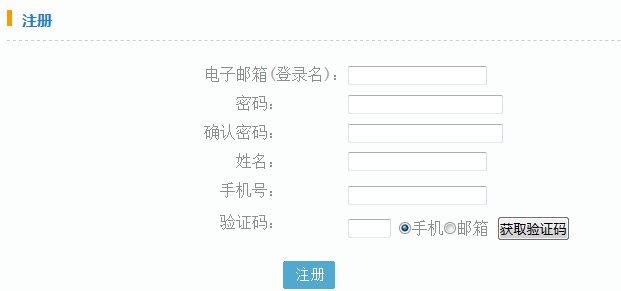 注册
电子邮箱(登录名)：
密码：
确认密码：
姓名：
手机号：
验证码： 手机 邮箱 获取验证码
注册